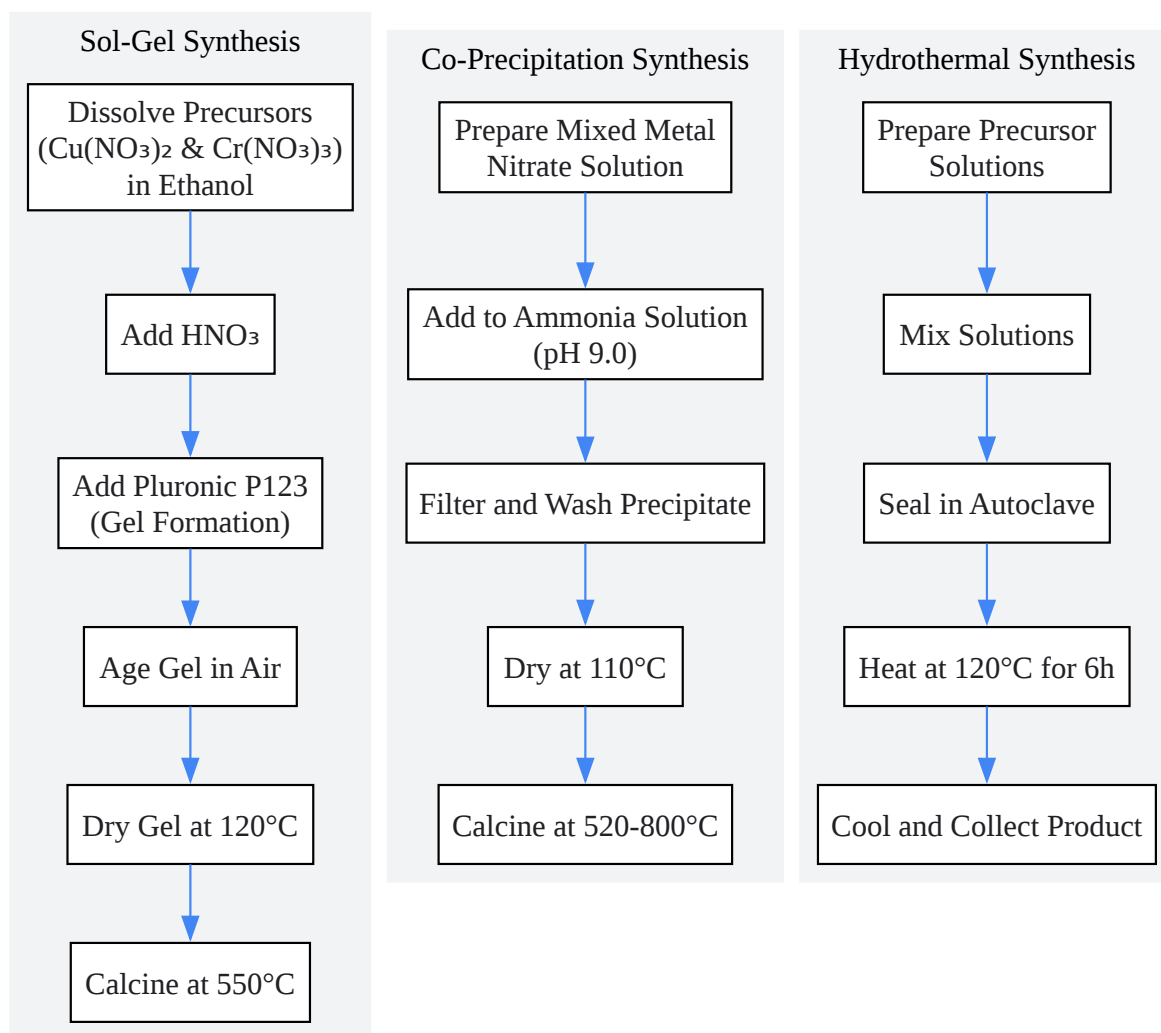 Sol-Gel Synthesis
Dissolve Precursors
(Cu(NO₃)₂ & Cr(NO₃)₃)
in Ethanol
Add HNO₃
Add Pluronic P123
(Gel Formation)
Age Gel in Air
Dry Gel at 120°C
Calcine at 550°C
Co-Precipitation Synthesis
Prepare Mixed Metal
Nitrate Solution
Add to Ammonia Solution
(pH 9.0)
Filter and Wash Precipitate
Dry at 110°C
Calcine at 520-800°C
Hydrothermal Synthesis
Prepare Precursor
Solutions
Mix Solutions
Seal in Autoclave
Heat at 120°C for 6h
Cool and Collect Product